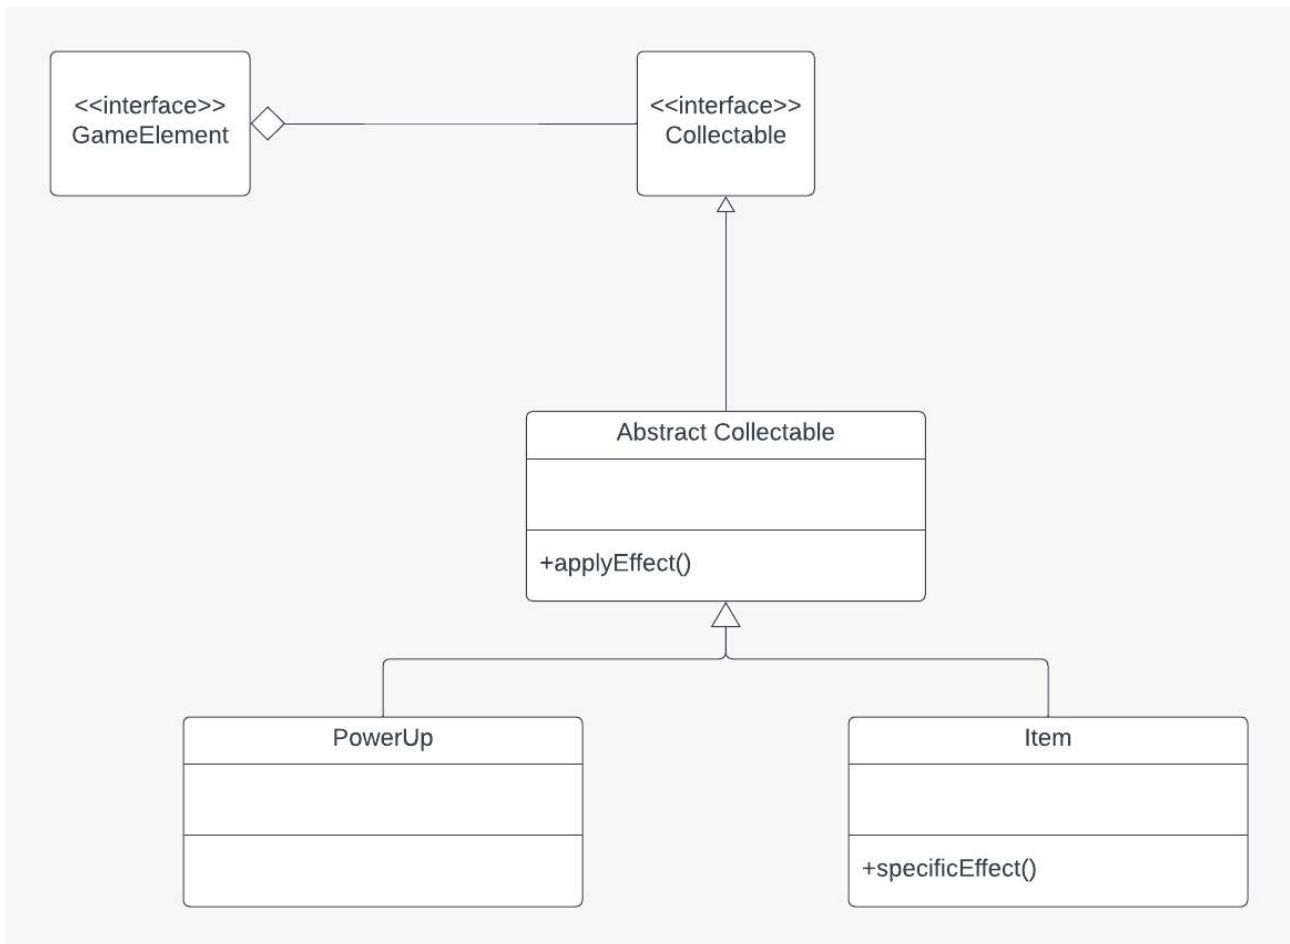 <<interface>>
GameElement
<<interface>>
Collectable
Abstract Collectable
+applyEffect()
PowerUp
Item
+specificEffect()